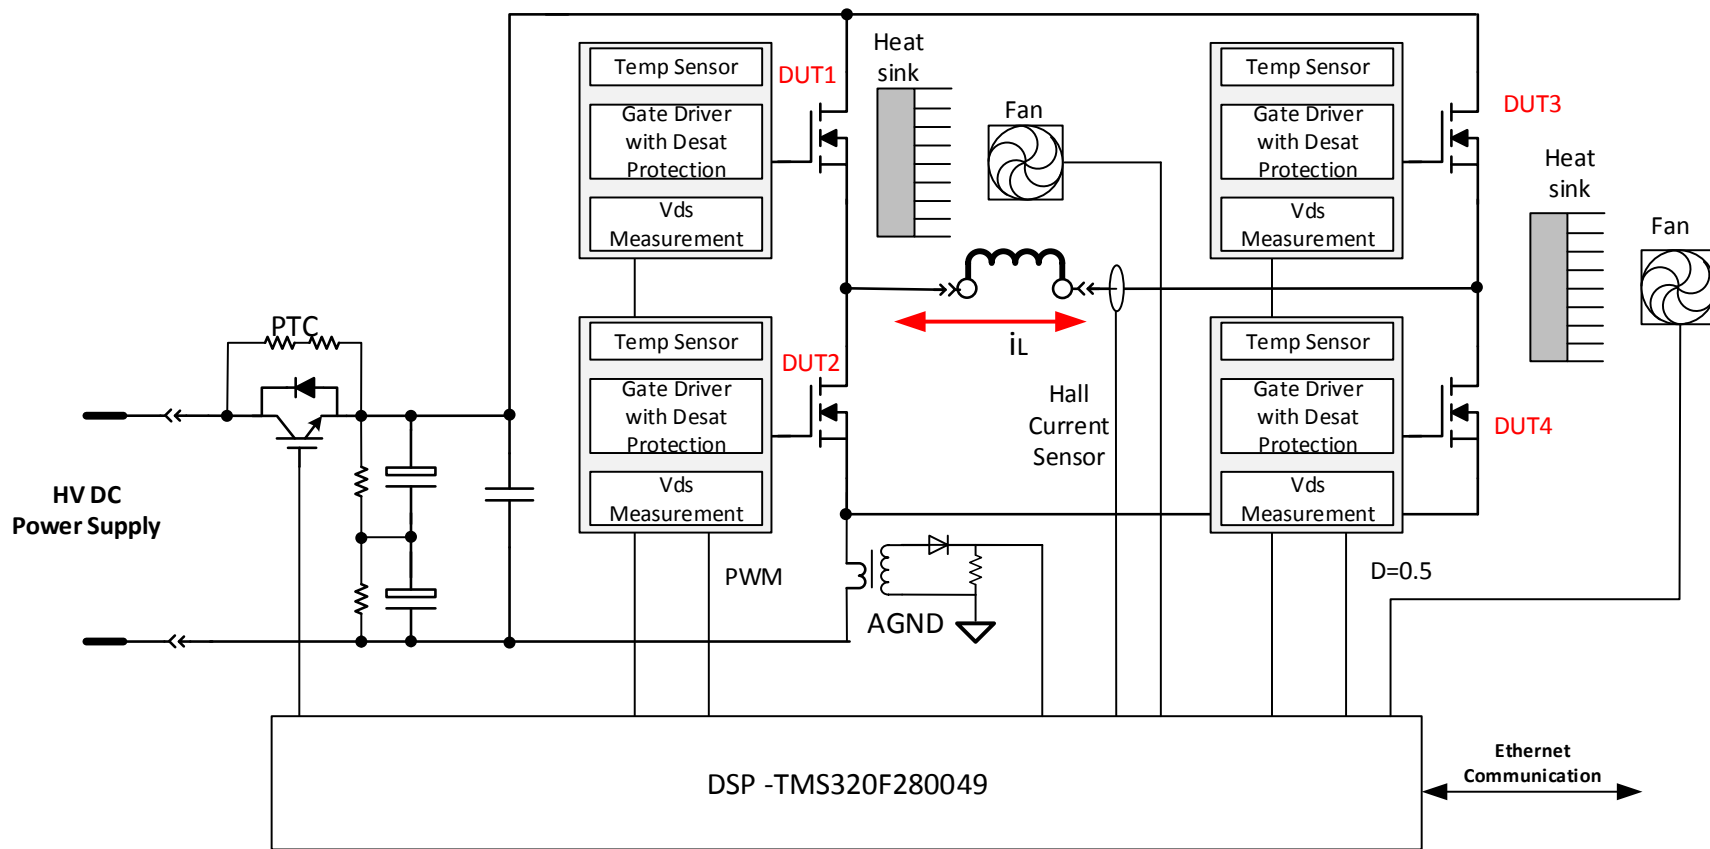 Temp Sensor
Gate Driver
with Desat
Protection
Vds
Measurement
DUT1
Heat
sink
Fan
Temp Sensor
Gate Driver
with Desat
Protection
Vds
Measurement
DUT3
Heat
sink
Fan
PTC
Temp Sensor
Gate Driver
with Desat
Protection
Vds
Measurement
DUT2
iL
Hall
Current
Sensor
Temp Sensor
Gate Driver
with Desat
Protection
Vds
Measurement
DUT4
HV DC
Power Supply
PWM
AGND
D=0.5
DSP -TMS320F280049
Ethernet
Communication